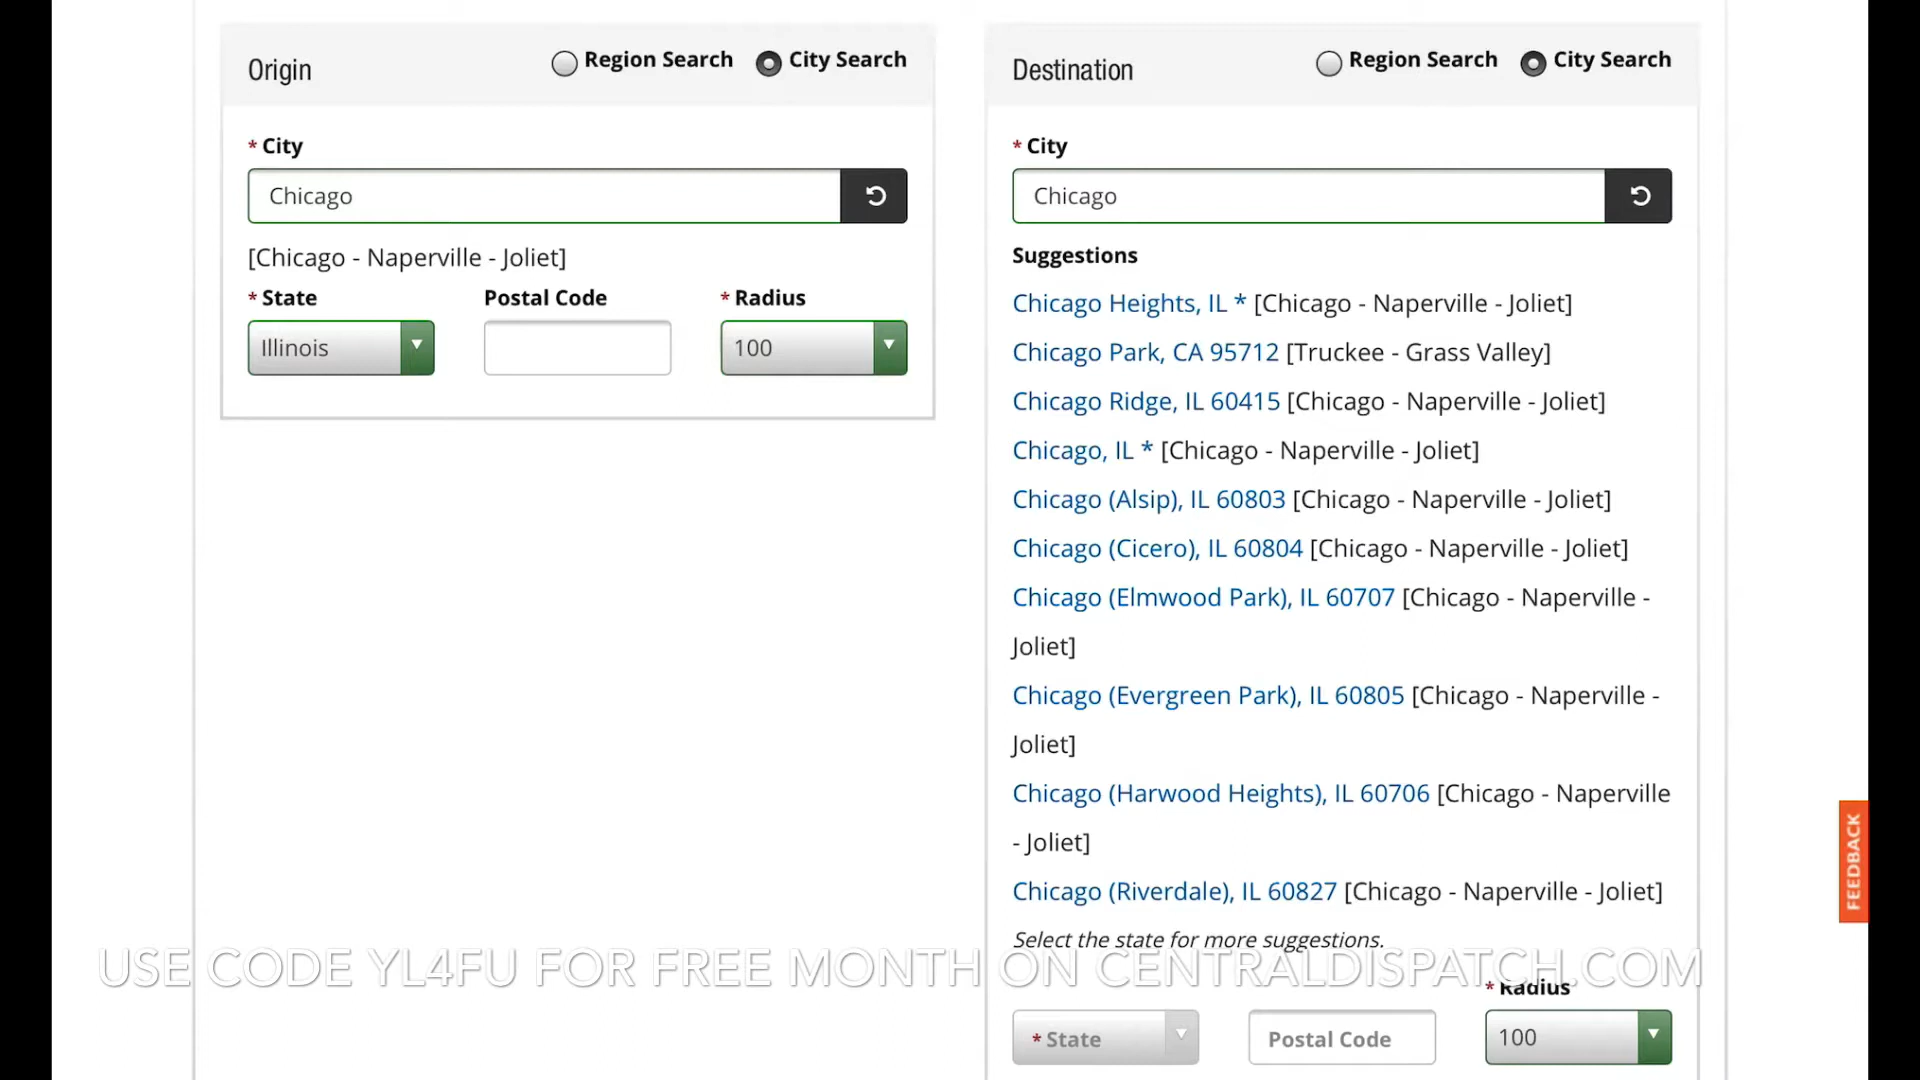 Origin
Region Search
City Search
* City
Chicago
[Chicago - Naperville - Joliet]
* State
Postal Code
* Radius
Illinois
100
Destination
Region Search
City Search
* City
Chicago
Suggestions
Chicago Heights, IL * [Chicago - Naperville - Joliet]
Chicago Park, CA 95712 [Truckee - Grass Valley]
Chicago Ridge, IL 60415 [Chicago - Naperville - Joliet]
Chicago, IL * [Chicago - Naperville - Joliet]
Chicago (Alsip), IL 60803 [Chicago - Naperville - Joliet]
Chicago (Cicero), IL 60804 [Chicago - Naperville - Joliet]
Chicago (Elmwood Park), IL 60707 [Chicago - Naperville -
Joliet]
Chicago (Evergreen Park), IL 60805 [Chicago - Naperville -
Joliet]
Chicago (Harwood Heights), IL 60706 [Chicago - Naperville
- Joliet]
Chicago (Riverdale), IL 60827 [Chicago - Naperville - Joliet]
Select the state for more suggestions.
* Radius
* State
Postal Code
100
FEEDBACK
USE CODE YL4FU FOR FREE MONTH ON CENTRALDISPATCH.COM